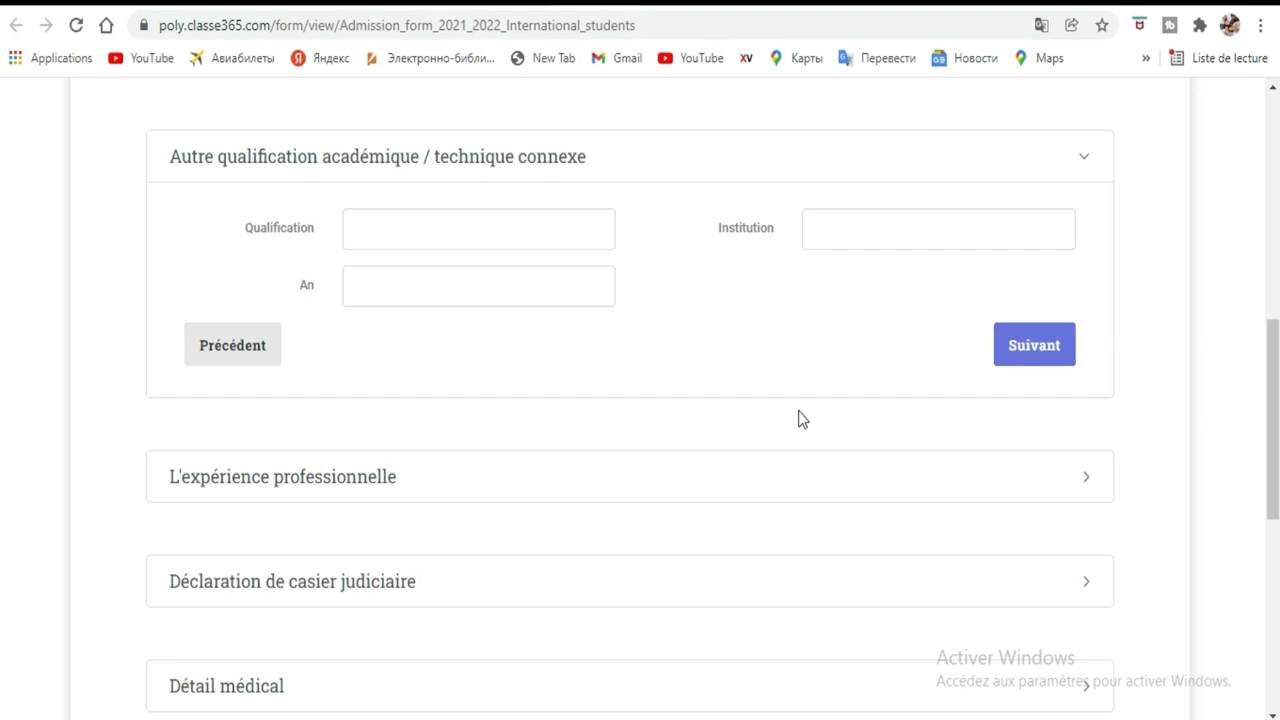 poly.classe365.com/form/view/Admission_form_2021_2022_International_students
Applications YouTube Авиабилеты Яндекс Электронно-библи... New Tab Gmail YouTube XV Карты Перевести Новости Maps » Liste de lecture
Autre qualification académique / technique connexe
Qualification Institution
An
Précédent Suivant
L'expérience professionnelle
Déclaration de casier judiciaire
Détail médical
Activer Windows
Accédez aux paramètres pour activer Windows.